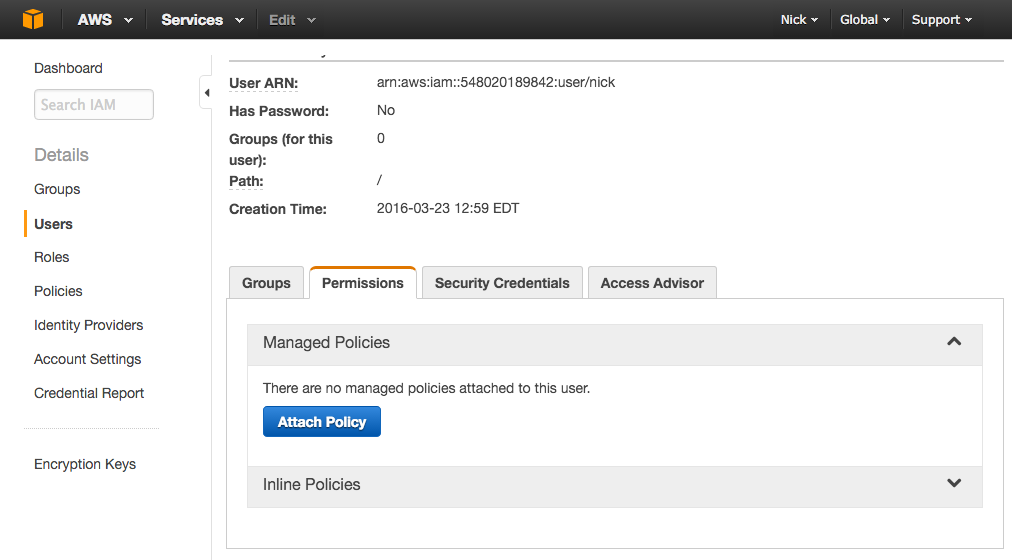 AWS Services Edit Nick Global Support
Dashboard
Search IAM
Details
Groups
Users
Roles
Policies
Identity Providers
Account Settings
Credential Report
Encryption Keys
User ARN: arn:aws:iam::548020189842:user/nick
Has Password: No
Groups (for this 0
user):
Path: /
Creation Time: 2016-03-23 12:59 EDT
Groups Permissions Security Credentials Access Advisor
Managed Policies
There are no managed policies attached to this user.
Attach Policy
Inline Policies